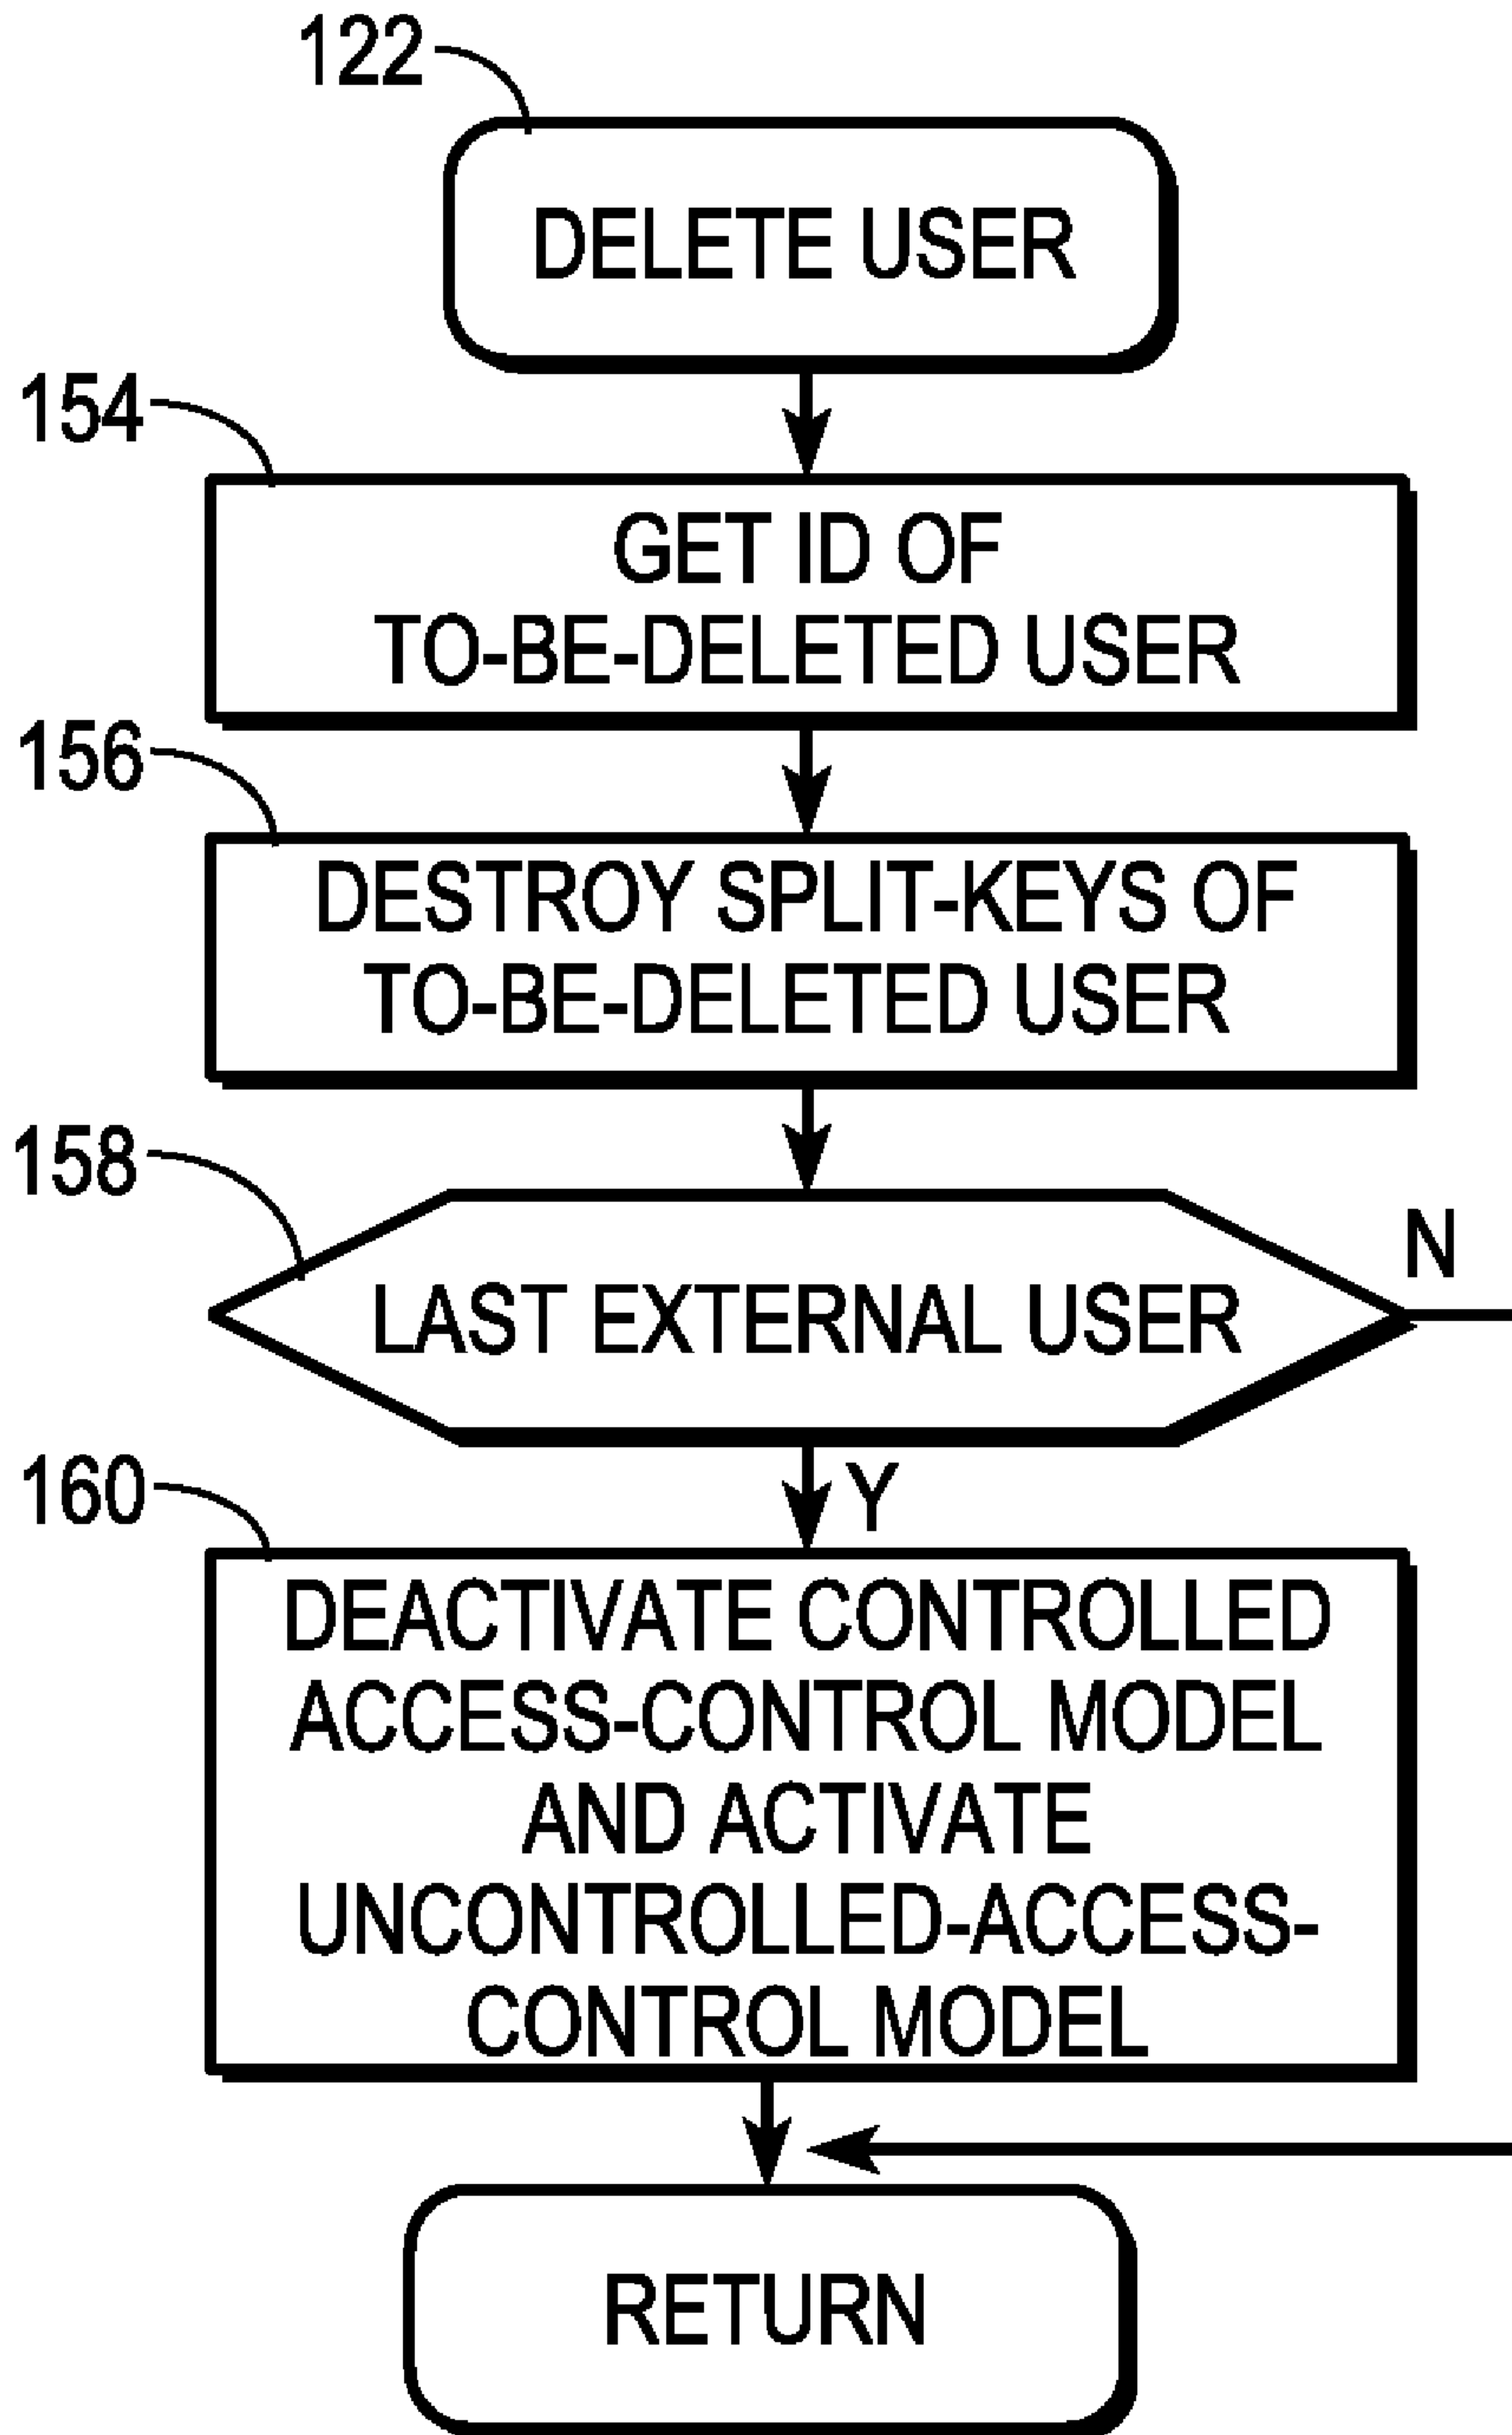 122
DELETE USER
154
GET ID OF
TO-BE-DELETED USER
156
DESTROY SPLIT-KEYS OF
TO-BE-DELETED USER
158
LAST EXTERNAL USER
N
Y
160
DEACTIVATE CONTROLLED
ACCESS-CONTROL MODEL
AND ACTIVATE
UNCONTROLLED-ACCESS-
CONTROL MODEL
RETURN